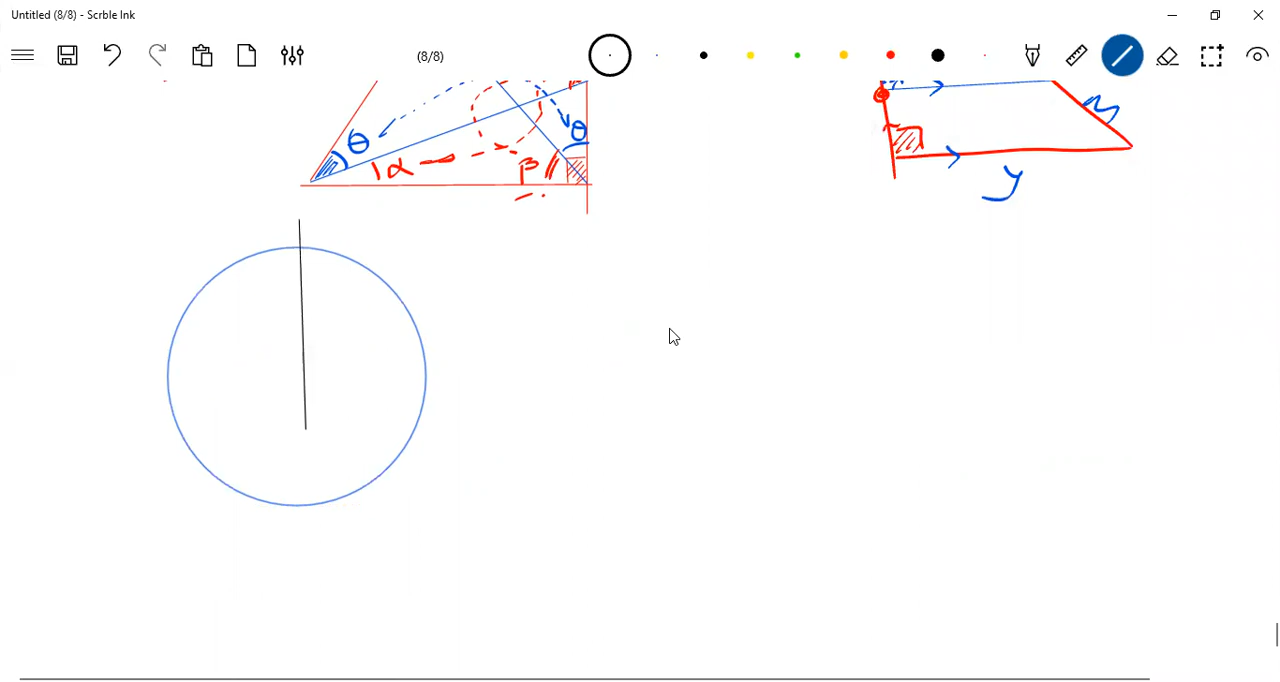 Untitled (8/8) - Scrble Ink
(8/8)
θ
θ
α
β
y